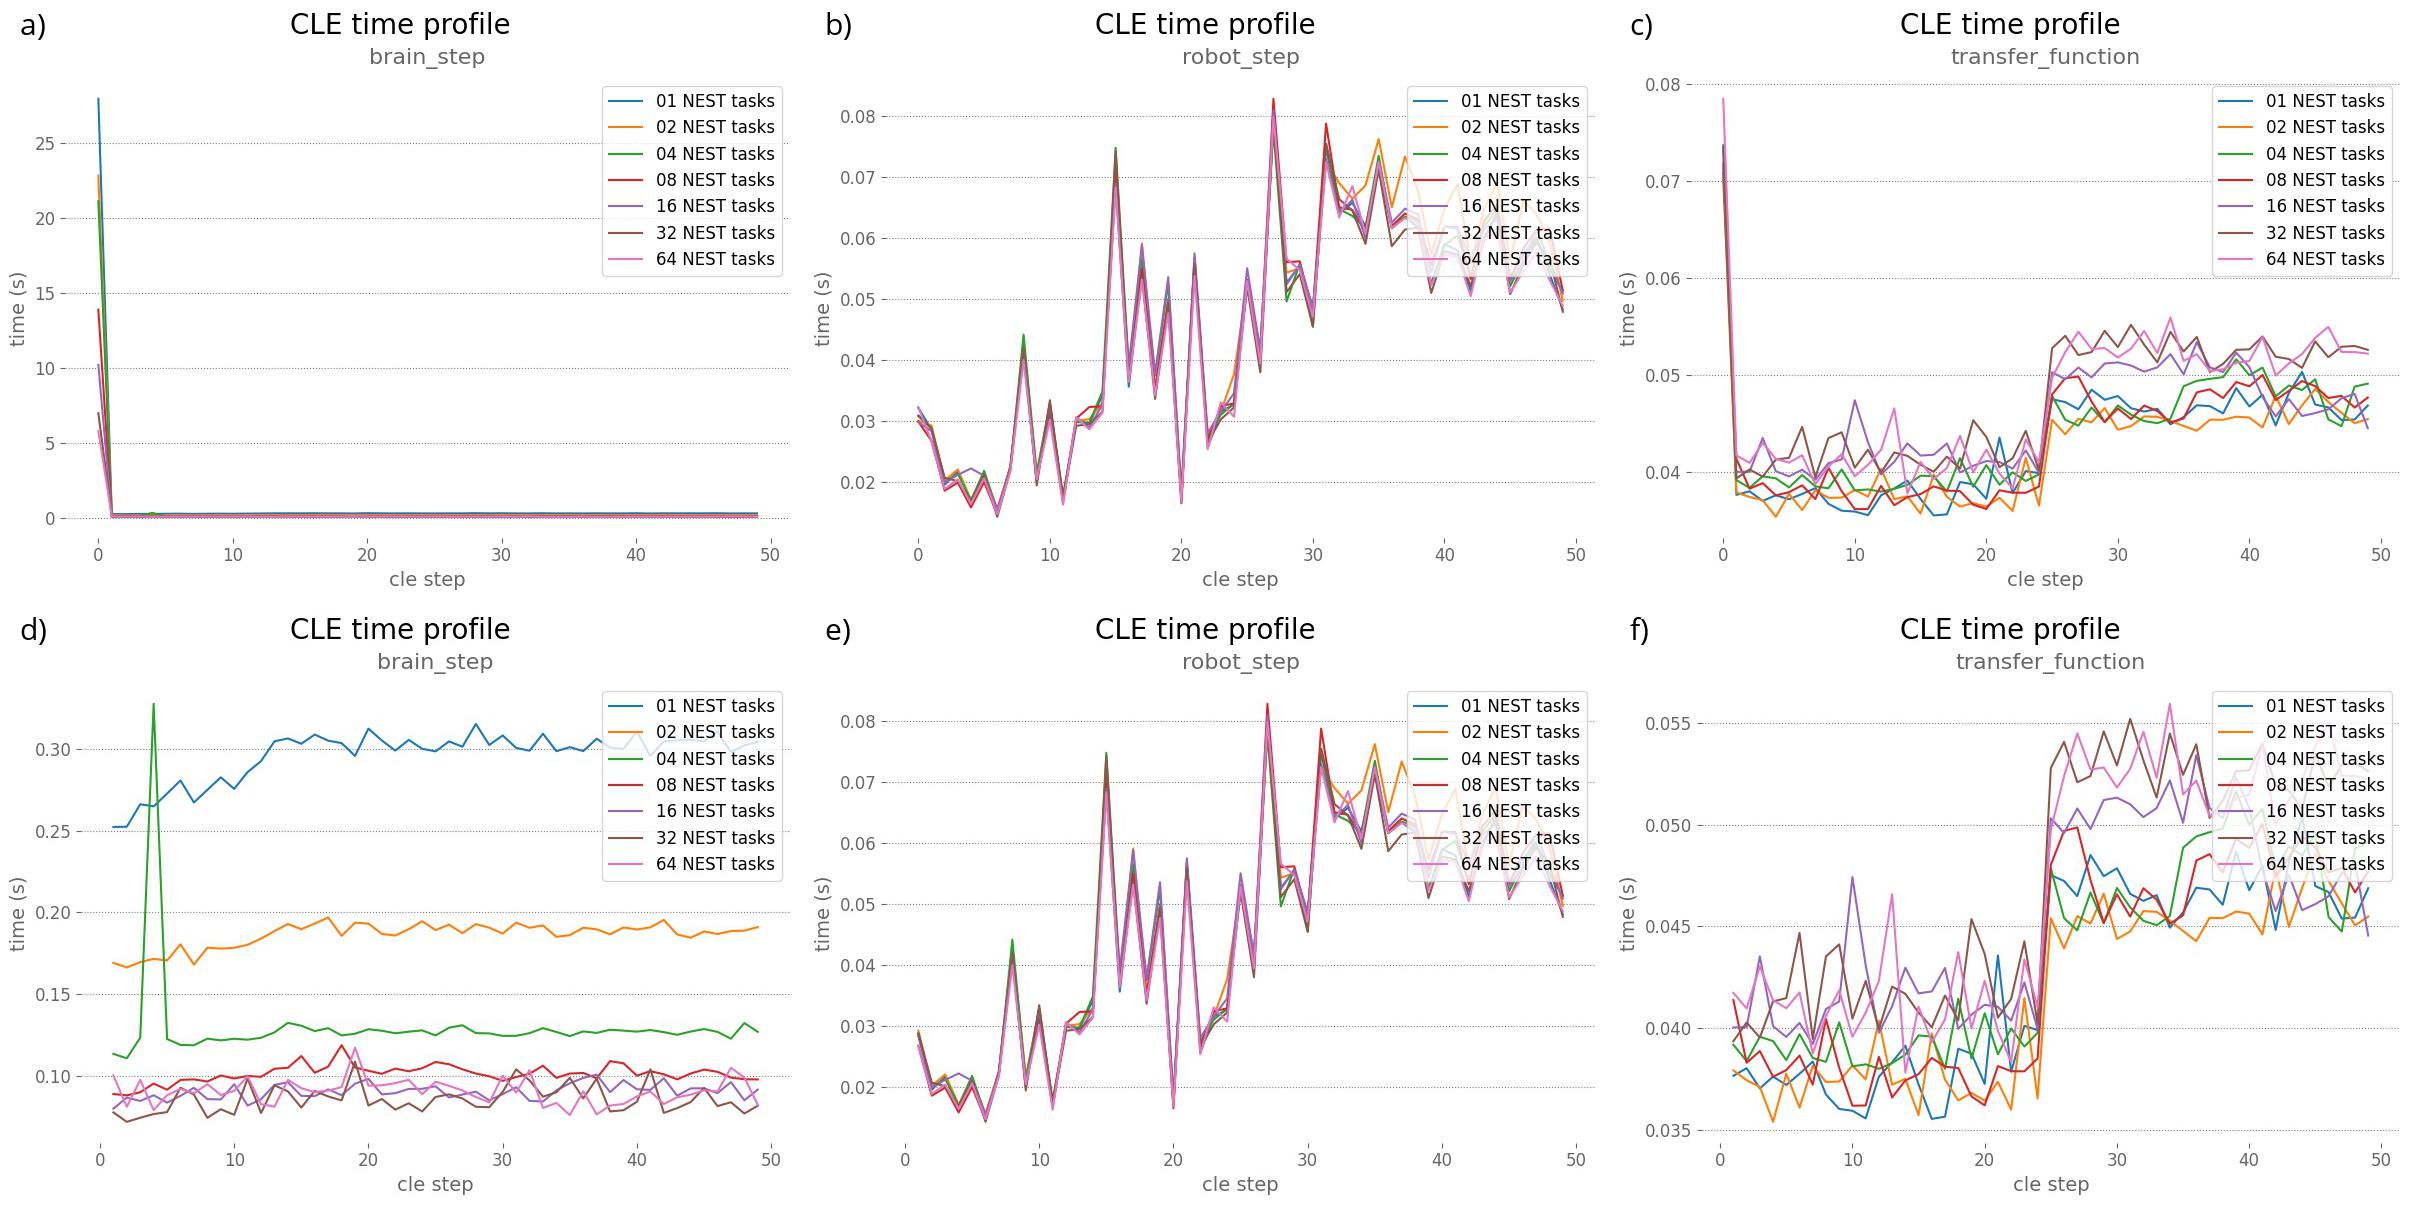 a)
CLE time profile
brain_step
01 NEST tasks
02 NEST tasks
04 NEST tasks
08 NEST tasks
16 NEST tasks
32 NEST tasks
64 NEST tasks
25
20
15
10
5
0
time (s)
0 10 20 30 40 50
cle step
b)
CLE time profile
robot_step
01 NEST tasks
02 NEST tasks
04 NEST tasks
08 NEST tasks
16 NEST tasks
32 NEST tasks
64 NEST tasks
0.08
0.07
0.06
0.05
0.04
0.03
0.02
time (s)
0 10 20 30 40 50
cle step
c)
CLE time profile
transfer_function
01 NEST tasks
02 NEST tasks
04 NEST tasks
08 NEST tasks
16 NEST tasks
32 NEST tasks
64 NEST tasks
0.08
0.07
0.06
0.05
0.04
time (s)
0 10 20 30 40 50
cle step
d)
CLE time profile
brain_step
01 NEST tasks
02 NEST tasks
04 NEST tasks
08 NEST tasks
16 NEST tasks
32 NEST tasks
64 NEST tasks
0.30
0.25
0.20
0.15
0.10
time (s)
0 10 20 30 40 50
cle step
e)
CLE time profile
robot_step
01 NEST tasks
02 NEST tasks
04 NEST tasks
08 NEST tasks
16 NEST tasks
32 NEST tasks
64 NEST tasks
0.08
0.07
0.06
0.05
0.04
0.03
0.02
time (s)
0 10 20 30 40 50
cle step
f)
CLE time profile
transfer_function
01 NEST tasks
02 NEST tasks
04 NEST tasks
08 NEST tasks
16 NEST tasks
32 NEST tasks
64 NEST tasks
0.055
0.050
0.045
0.040
0.035
time (s)
0 10 20 30 40 50
cle step